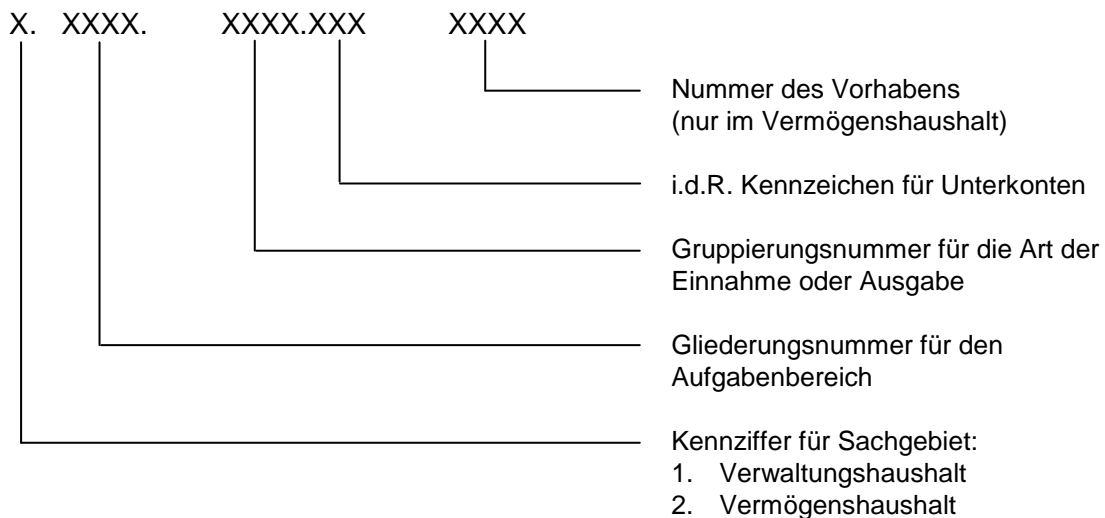 X. XXXX. XXXX.XXX XXXX
Nummer des Vorhabens
(nur im Vermögenshaushalt)
i.d.R. Kennzeichen für Unterkonten
Gruppierungsnummer für die Art der
Einnahme oder Ausgabe
Gliederungsnummer für den
Aufgabenbereich
Kennziffer für Sachgebiet:
1. Verwaltungshaushalt
2. Vermögenshaushalt